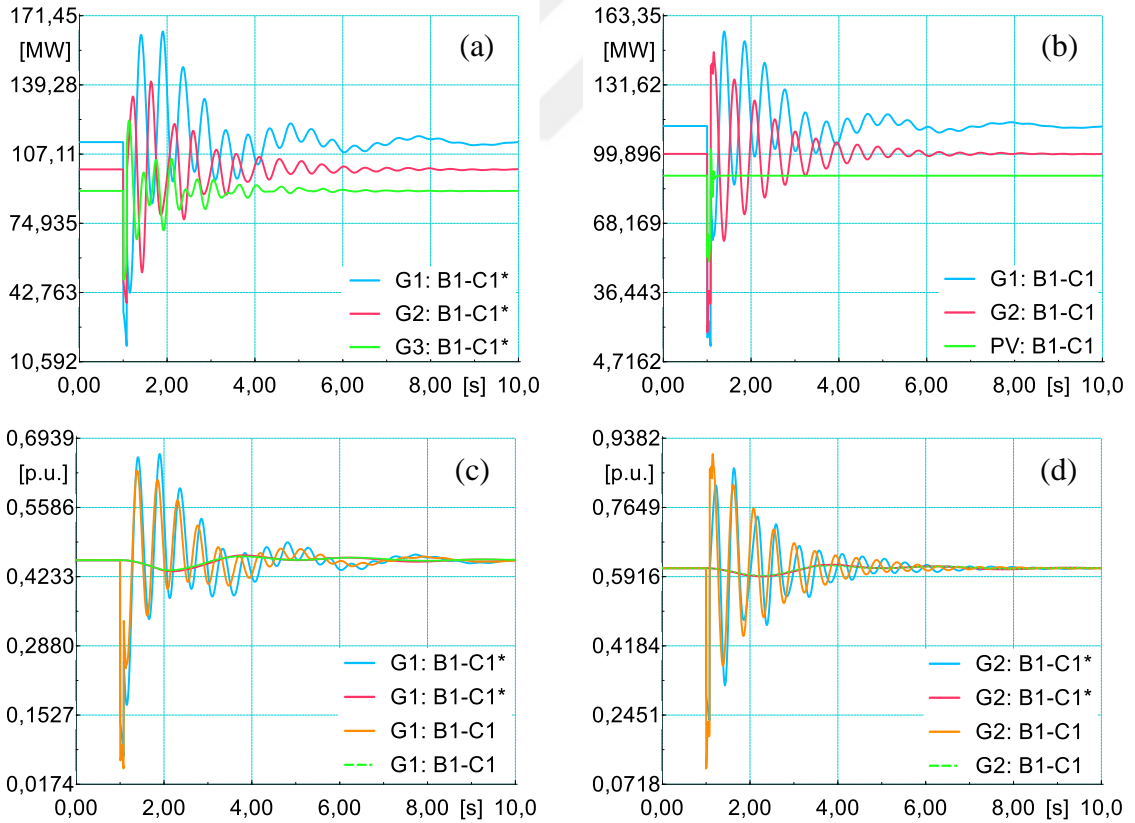 171,45
[MW]
139,28
107,11
74,935
42,763
10,592
(a)
G1: B1-C1*
G2: B1-C1*
G3: B1-C1*
0,00
2,00
4,00
6,00
8,00
[s]
10,0
163,35
[MW]
131,62
99,896
68,169
36,443
4,7162
(b)
G1: B1-C1
G2: B1-C1
PV: B1-C1
0,00
2,00
4,00
6,00
8,00
[s]
10,0
0,6939
[p.u.]
0,5586
0,4233
0,2880
0,1527
0,0174
(c)
G1: B1-C1*
G1: B1-C1*
G1: B1-C1
G1: B1-C1
0,00
2,00
4,00
6,00
8,00
[s]
10,0
0,9382
[p.u.]
0,7649
0,5916
0,4184
0,2451
0,0718
(d)
G2: B1-C1*
G2: B1-C1*
G2: B1-C1
G2: B1-C1
0,00
2,00
4,00
6,00
8,00
[s]
10,0